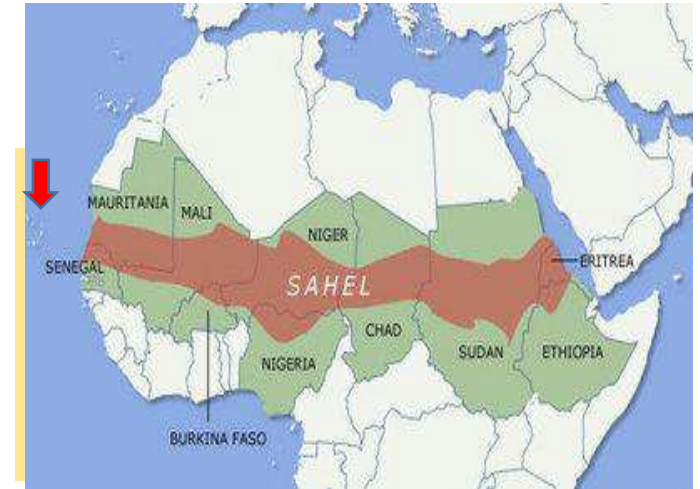 MAURITANIA
MALI
NIGER
SENEGAL
ERITREA
SAHEL
CHAD
SUDAN
ETHIOPIA
NIGERIA
BURKINA FASO